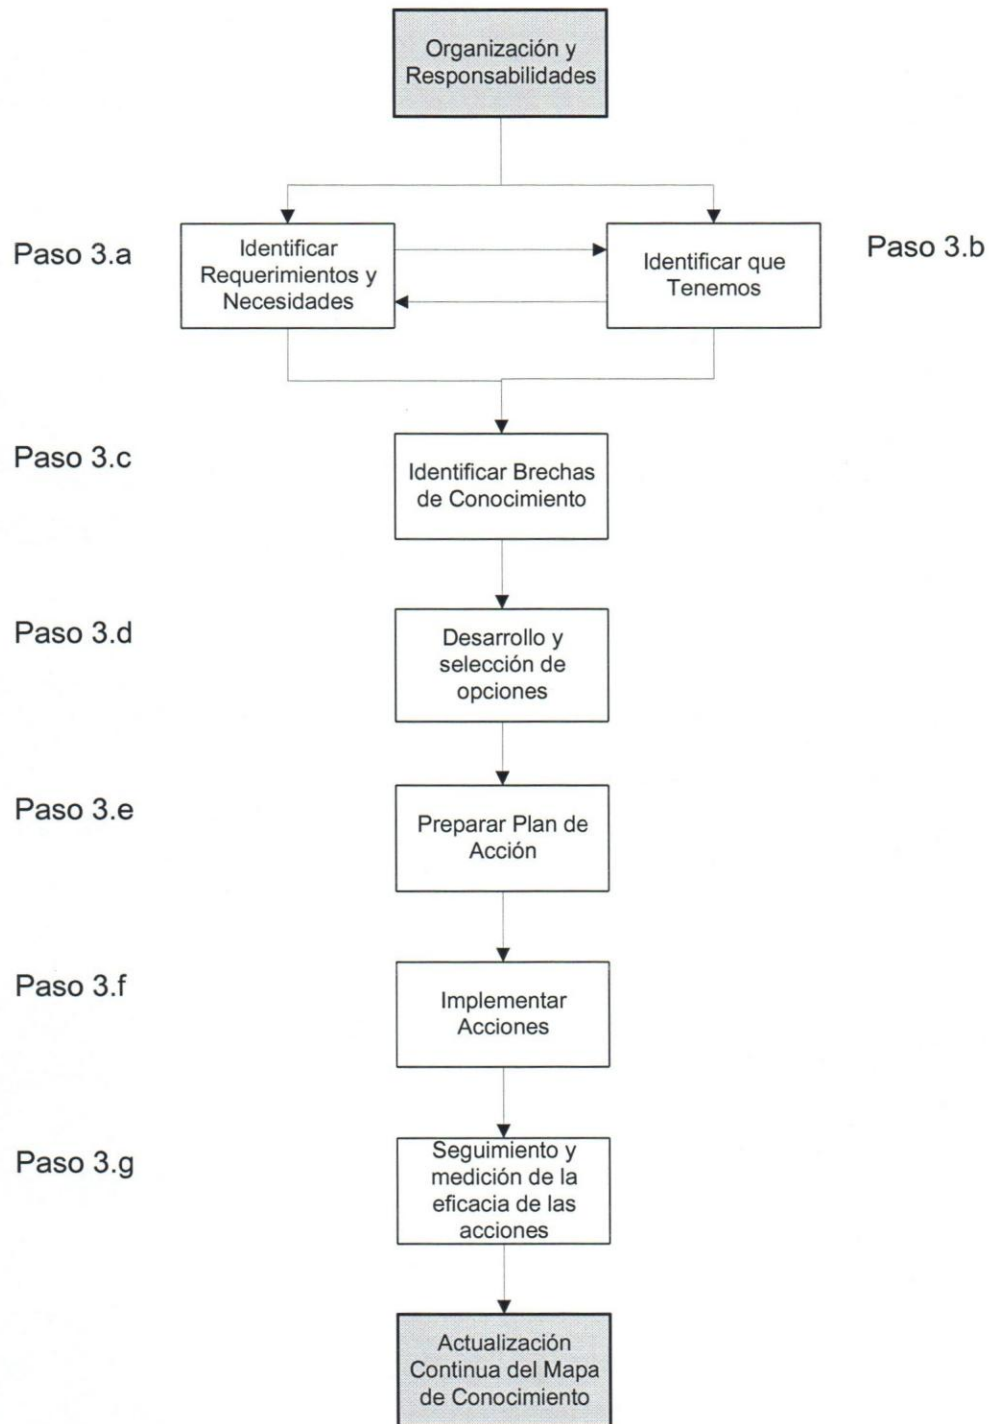 Organización y
Responsabilidades
Paso 3.a
Identificar
Requerimientos y
Necesidades
Identificar que
Tenemos
Paso 3.b
Paso 3.c
Identificar Brechas
de Conocimiento
Paso 3.d
Desarrollo y
selección de
opciones
Paso 3.e
Preparar Plan de
Acción
Paso 3.f
Implementar
Acciones
Paso 3.g
Seguimiento y
medición de la
eficacia de las
acciones
Actualización
Continua del Mapa
de Conocimiento